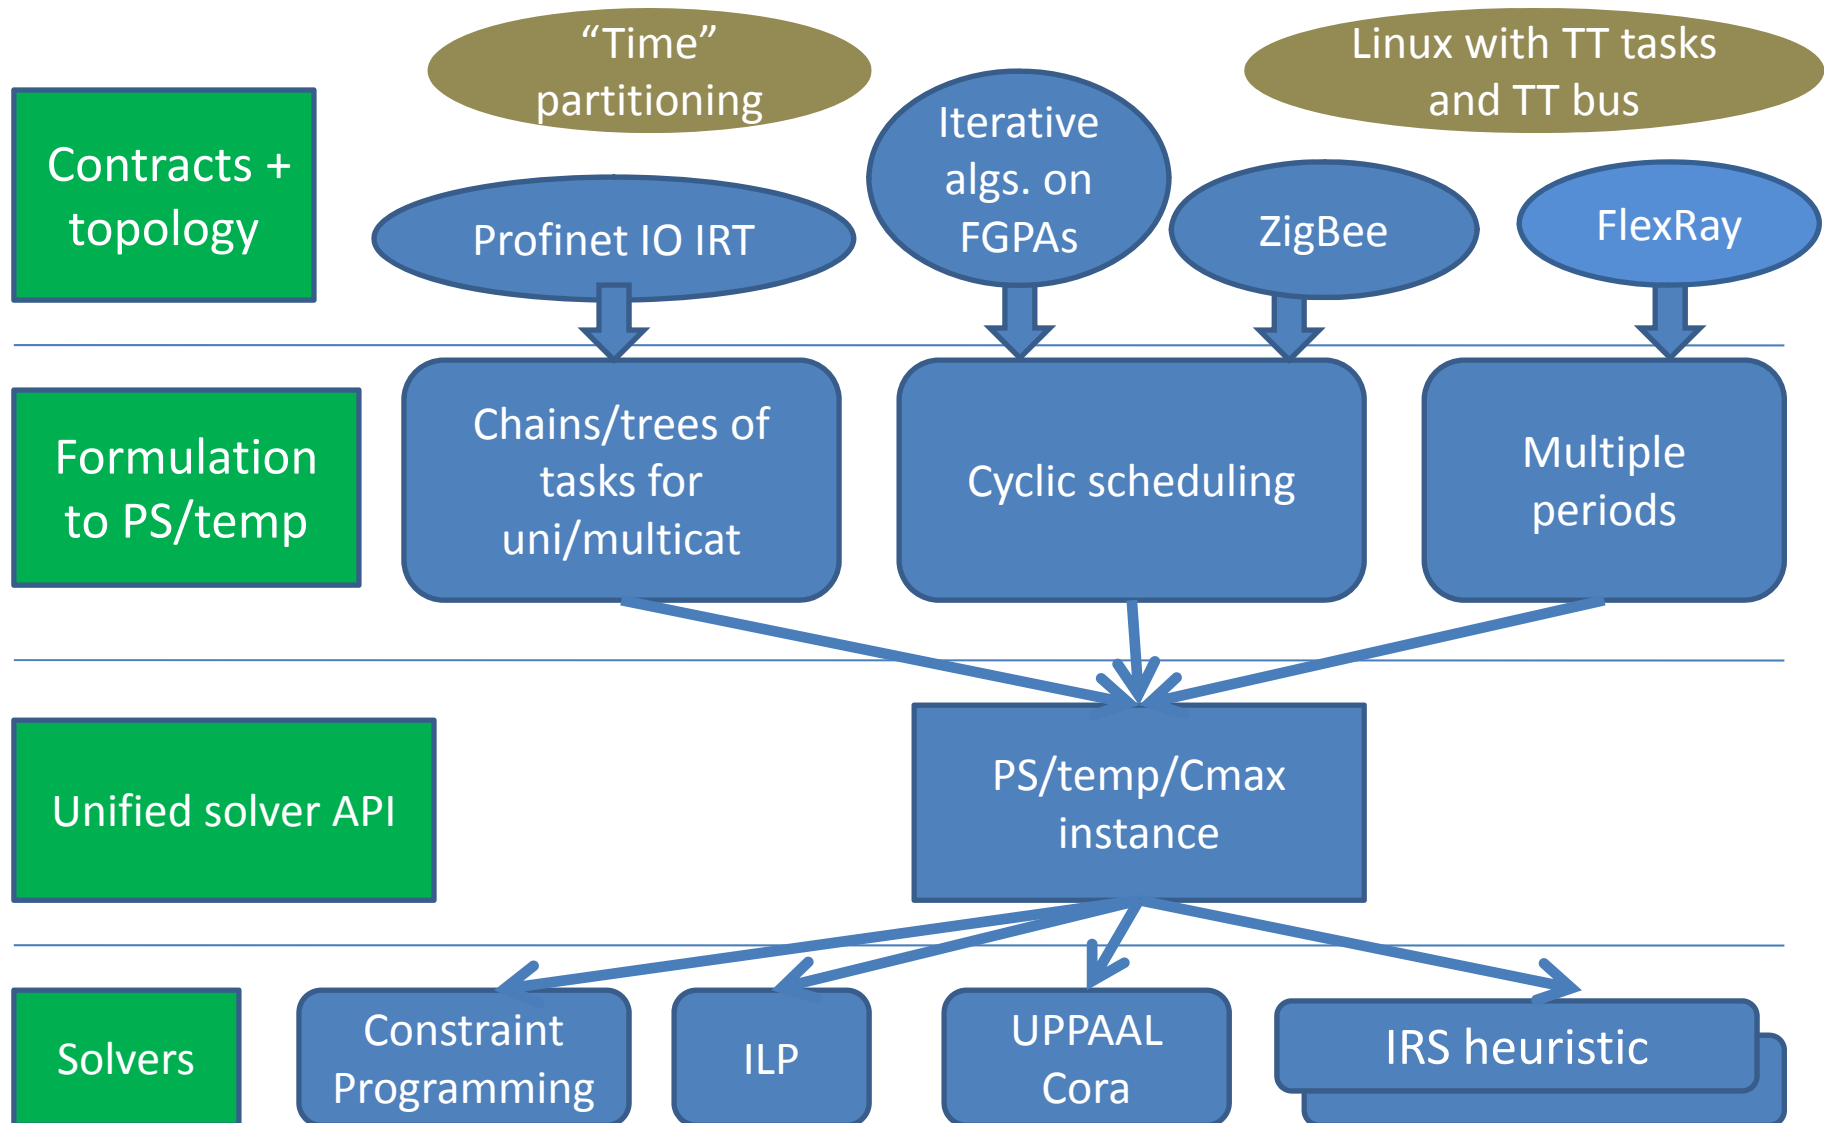 “Time”
partitioning
Linux with TT tasks
and TT bus
Contracts +
topology
Profinet IO IRT
Iterative
algs. on
FGPAs
ZigBee
FlexRay
Formulation
to PS/temp
Chains/trees of
tasks for
uni/multicat
Cyclic scheduling
Multiple
periods
Unified solver API
PS/temp/Cmax
instance
Solvers
Constraint
Programming
ILP
UPPAAL
Cora
IRS heuristic